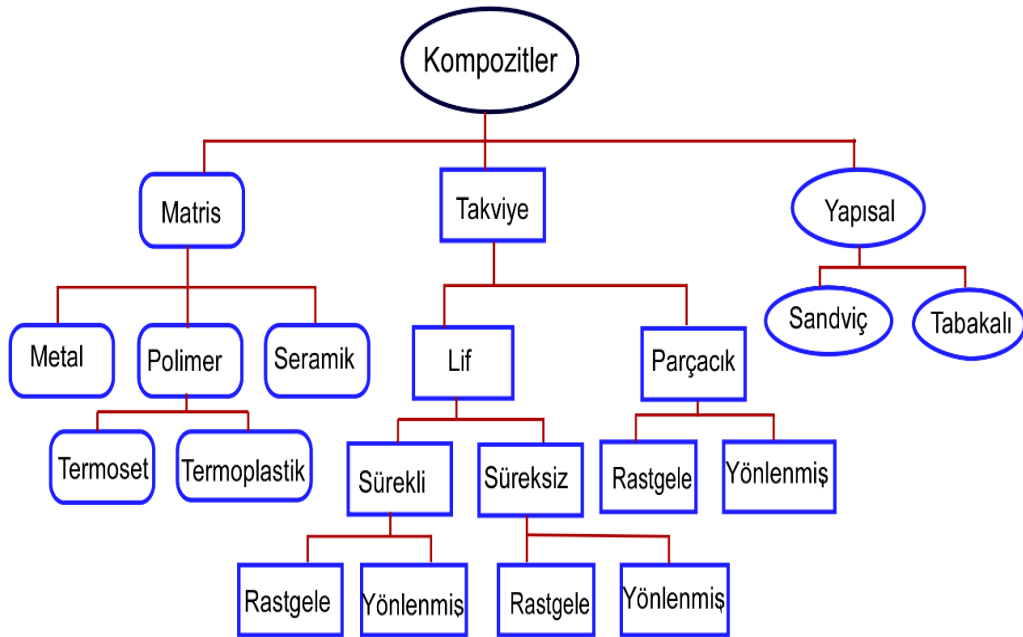 Kompozitler
Matris
Takviye
Yapısal
Metal
Polimer
Seramik
Lif
Parçacık
Sandviç
Tabakalı
Termoset
Termoplastik
Sürekli
Süreksiz
Rastgele
Yönlenmiş
Rastgele
Yönlenmiş
Rastgele
Yönlenmiş